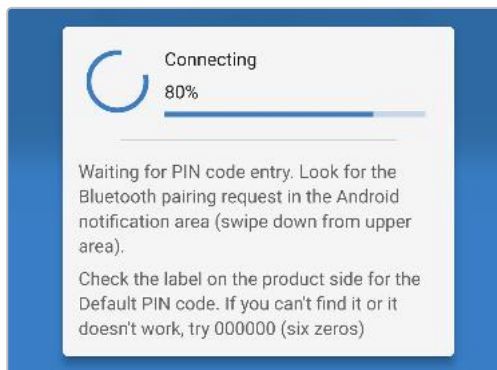 Connecting
80%
Waiting for PIN code entry. Look for the
Bluetooth pairing request in the Android
notification area (swipe down from upper
area).
Check the label on the product side for the
Default PIN code. If you can't find it or it
doesn't work, try 000000 (six zeros)